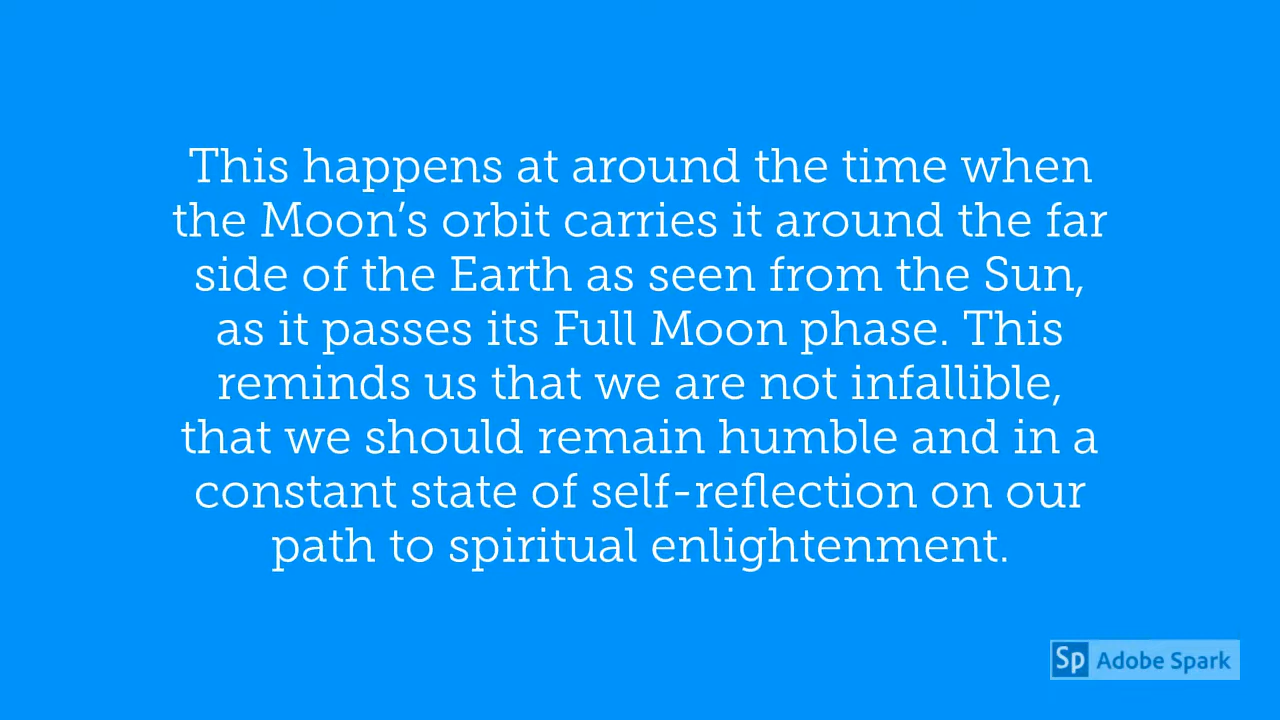 This happens at around the time when
the Moon’s orbit carries it around the far
side of the Earth as seen from the Sun,
as it passes its Full Moon phase. This
reminds us that we are not infallible,
that we should remain humble and in a
constant state of self-reflection on our
path to spiritual enlightenment.
Sp Adobe Spark